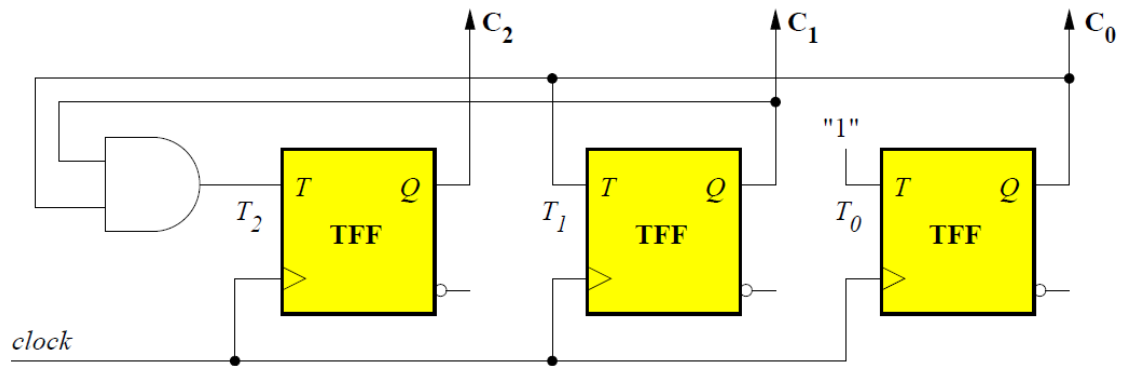 C2
C1
C0
"1"
T Q
T Q
T Q
T2
T1
T0
TFF
TFF
TFF
clock